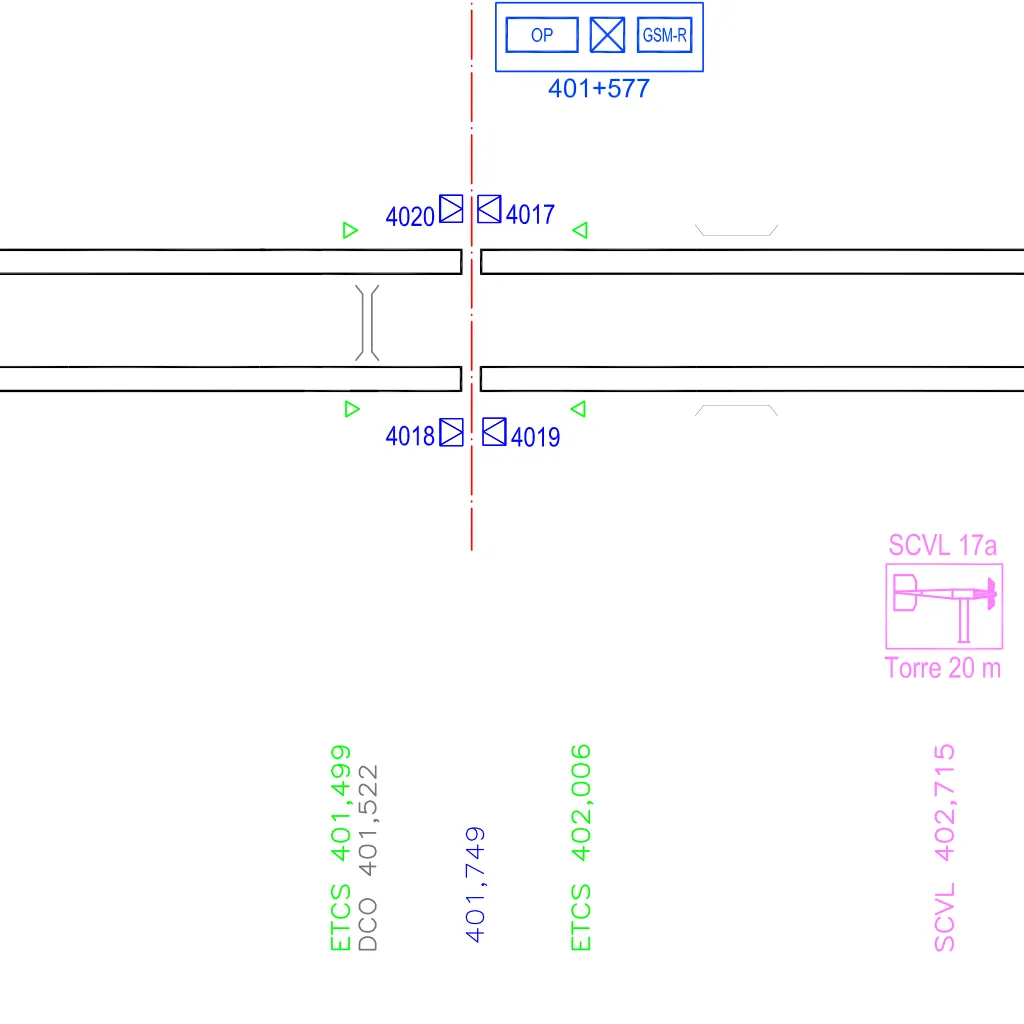 OP
GSM-R
401+577
4020
4017
4018
4019
SCVL 17a
Torre 20 m
ETCS 401,499
DCO 401,522
401,749
ETCS 402,006
SCVL 402,715